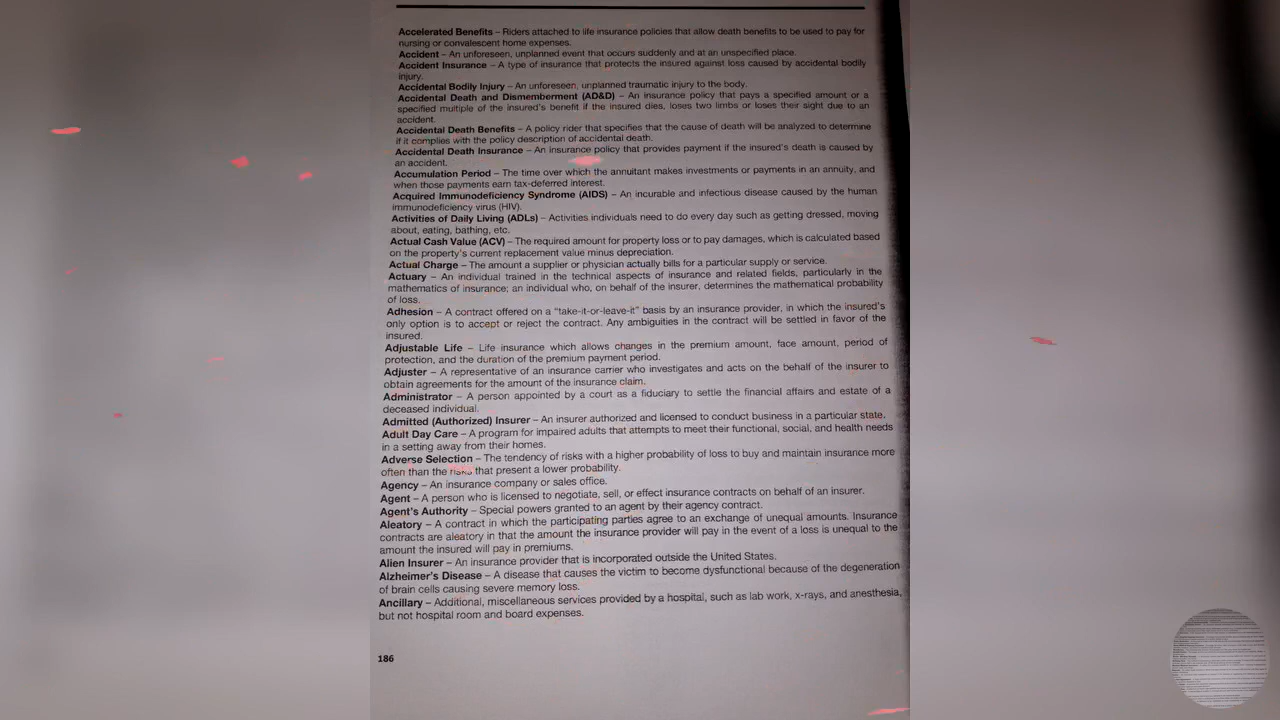 Accelerated Benefits – Riders attached to life insurance policies that allow death benefits to be used to pay for
nursing or convalescent home expenses.
Accident – An unforeseen, unplanned event that occurs suddenly and at an unspecified place.
Accident Insurance – A type of insurance that protects the insured against loss caused by accidental bodily
injury.
Accidental Bodily Injury – An unforeseen, unplanned traumatic injury to the body.
Accidental Death and Dismemberment (AD&D) – An insurance policy that pays a specified amount or a
specified multiple of the insured's benefit if the insured dies, loses two limbs or loses their sight due to an
accident.
Accidental Death Benefits – A policy rider that specifies that the cause of death will be analyzed to determine
if it complies with the policy description of accidental death.
Accidental Death Insurance – An insurance policy that provides payment if the insured's death is caused by
an accident.
Accumulation Period – The time over which the annuitant makes investments or payments in an annuity, and
when those payments earn tax-deferred interest.
Acquired Immunodeficiency Syndrome (AIDS) – An incurable and infectious disease caused by the human
immunodeficiency virus (HIV).
Activities of Daily Living (ADLs) – Activities individuals need to do every day such as getting dressed, moving
about, eating, bathing, etc.
Actual Cash Value (ACV) – The required amount for property loss or to pay damages, which is calculated based
on the property's current replacement value minus depreciation.
Actual Charge – The amount a supplier or physician actually bills for a particular supply or service.
Actuary – An individual trained in the technical aspects of insurance and related fields, particularly in the
mathematics of insurance; an individual who, on behalf of the insurer, determines the mathematical probability
of loss.
Adhesion – A contract offered on a "take-it-or-leave-it" basis by an insurance provider, in which the insured's
only option is to accept or reject the contract. Any ambiguities in the contract will be settled in favor of the
insured.
Adjustable Life – Life insurance which allows changes in the premium amount, face amount, period of
protection, and the duration of the premium payment period.
Adjuster – A representative of an insurance carrier who investigates and acts on the behalf of the insurer to
obtain agreements for the amount of the insurance claim.
Administrator – A person appointed by a court as a fiduciary to settle the financial affairs and estate of a
deceased individual.
Admitted (Authorized) Insurer – An insurer authorized and licensed to conduct business in a particular state.
Adult Day Care – A program for impaired adults that attempts to meet their functional, social, and health needs
in a setting away from their homes.
Adverse Selection – The tendency of risks with a higher probability of loss to buy and maintain insurance more
often than the risks that present a lower probability.
Agency – An insurance company or sales office.
Agent – A person who is licensed to negotiate, sell, or effect insurance contracts on behalf of an insurer.
Agent's Authority – Special powers granted to an agent by their agency contract.
Aleatory – A contract in which the participating parties agree to an exchange of unequal amounts. Insurance
contracts are aleatory in that the amount the insurance provider will pay in the event of a loss is unequal to the
amount the insured will pay in premiums.
Alien Insurer – An insurance provider that is incorporated outside the United States.
Alzheimer's Disease – A disease that causes the victim to become dysfunctional because of the degeneration
of brain cells causing severe memory loss.
Ancillary – Additional, miscellaneous services provided by a hospital, such as lab work, x-rays, and anesthesia,
but not hospital room and board expenses.
186